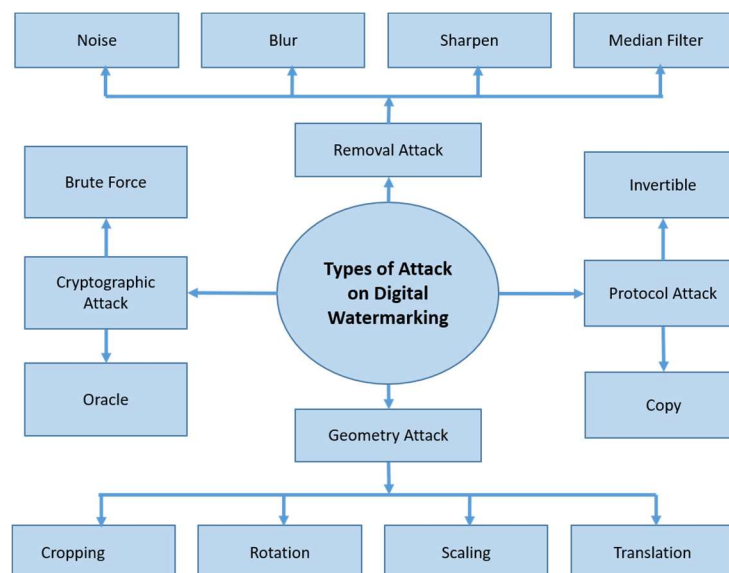 Noise
Blur
Sharpen
Median Filter
Removal Attack
Brute Force
Invertible
Cryptographic
Attack
Types of Attack
on Digital
Watermarking
Protocol Attack
Oracle
Copy
Geometry Attack
Cropping
Rotation
Scaling
Translation